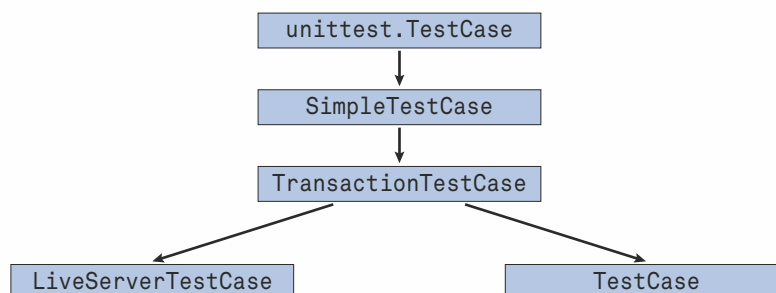 unittest.TestCase
SimpleTestCase
TransactionTestCase
LiveServerTestCase
TestCase